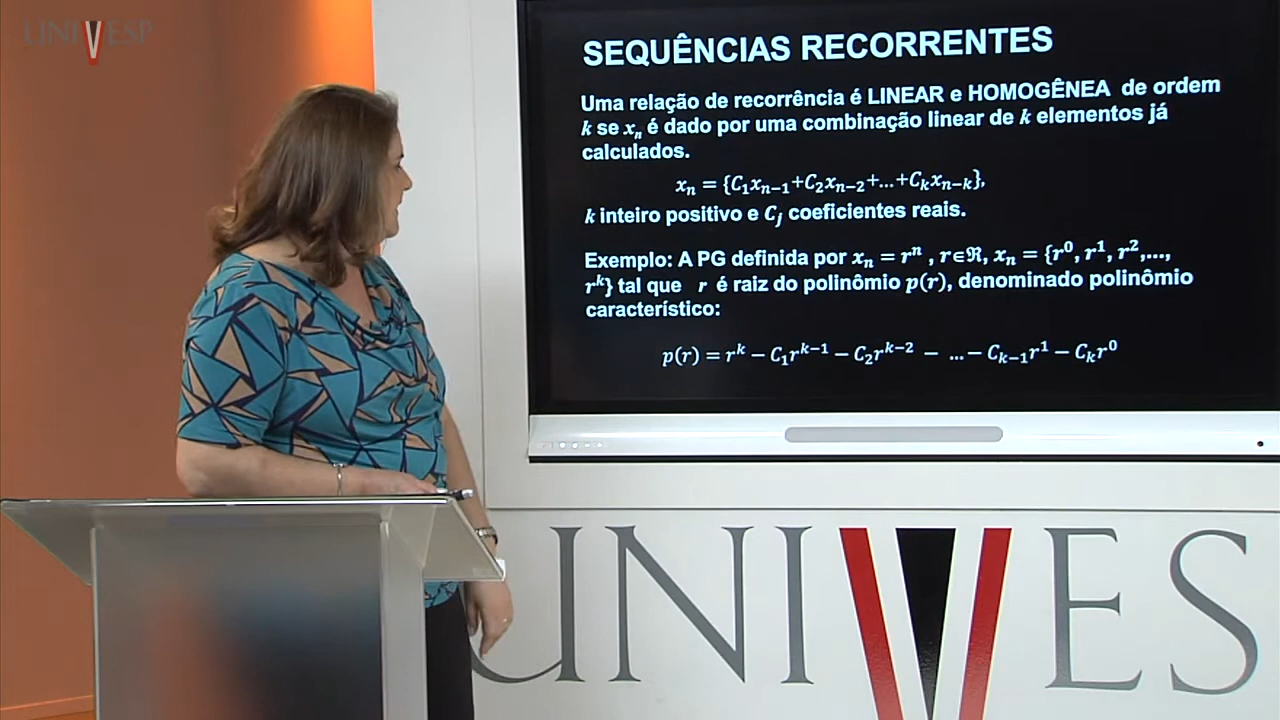 UNIVESP
SEQUÊNCIAS RECORRENTES
Uma relação de recorrência é LINEAR e HOMOGÊNEA de ordem
k se xₙ é dado por uma combinação linear de k elementos já
calculados.
xₙ = {C₁xₙ₋₁+C₂xₙ₋₂+...+Cₖxₙ₋ₖ},
k inteiro positivo e Cⱼ coeficientes reais.
Exemplo: A PG definida por xₙ = rⁿ , r∈ℜ, xₙ = {r⁰, r¹, r²,...,
rᵏ} tal que r é raiz do polinômio p(r), denominado polinômio
característico:
p(r) = rᵏ − C₁rᵏ⁻¹ − C₂rᵏ⁻² − ...− Cₖ₋₁r¹ − Cₖr⁰
UNIVES